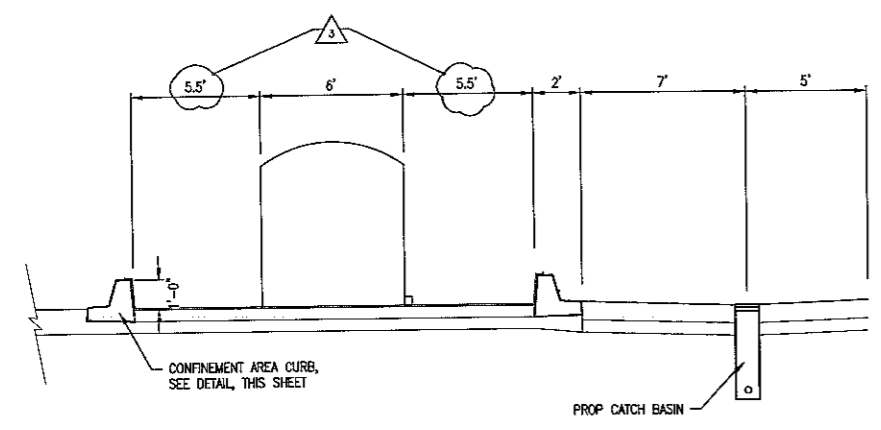 3
5.5'
6'
5.5'
2'
7'
5'
1'-0"
CONFINEMENT AREA CURB,
SEE DETAIL, THIS SHEET
PROP CATCH BASIN